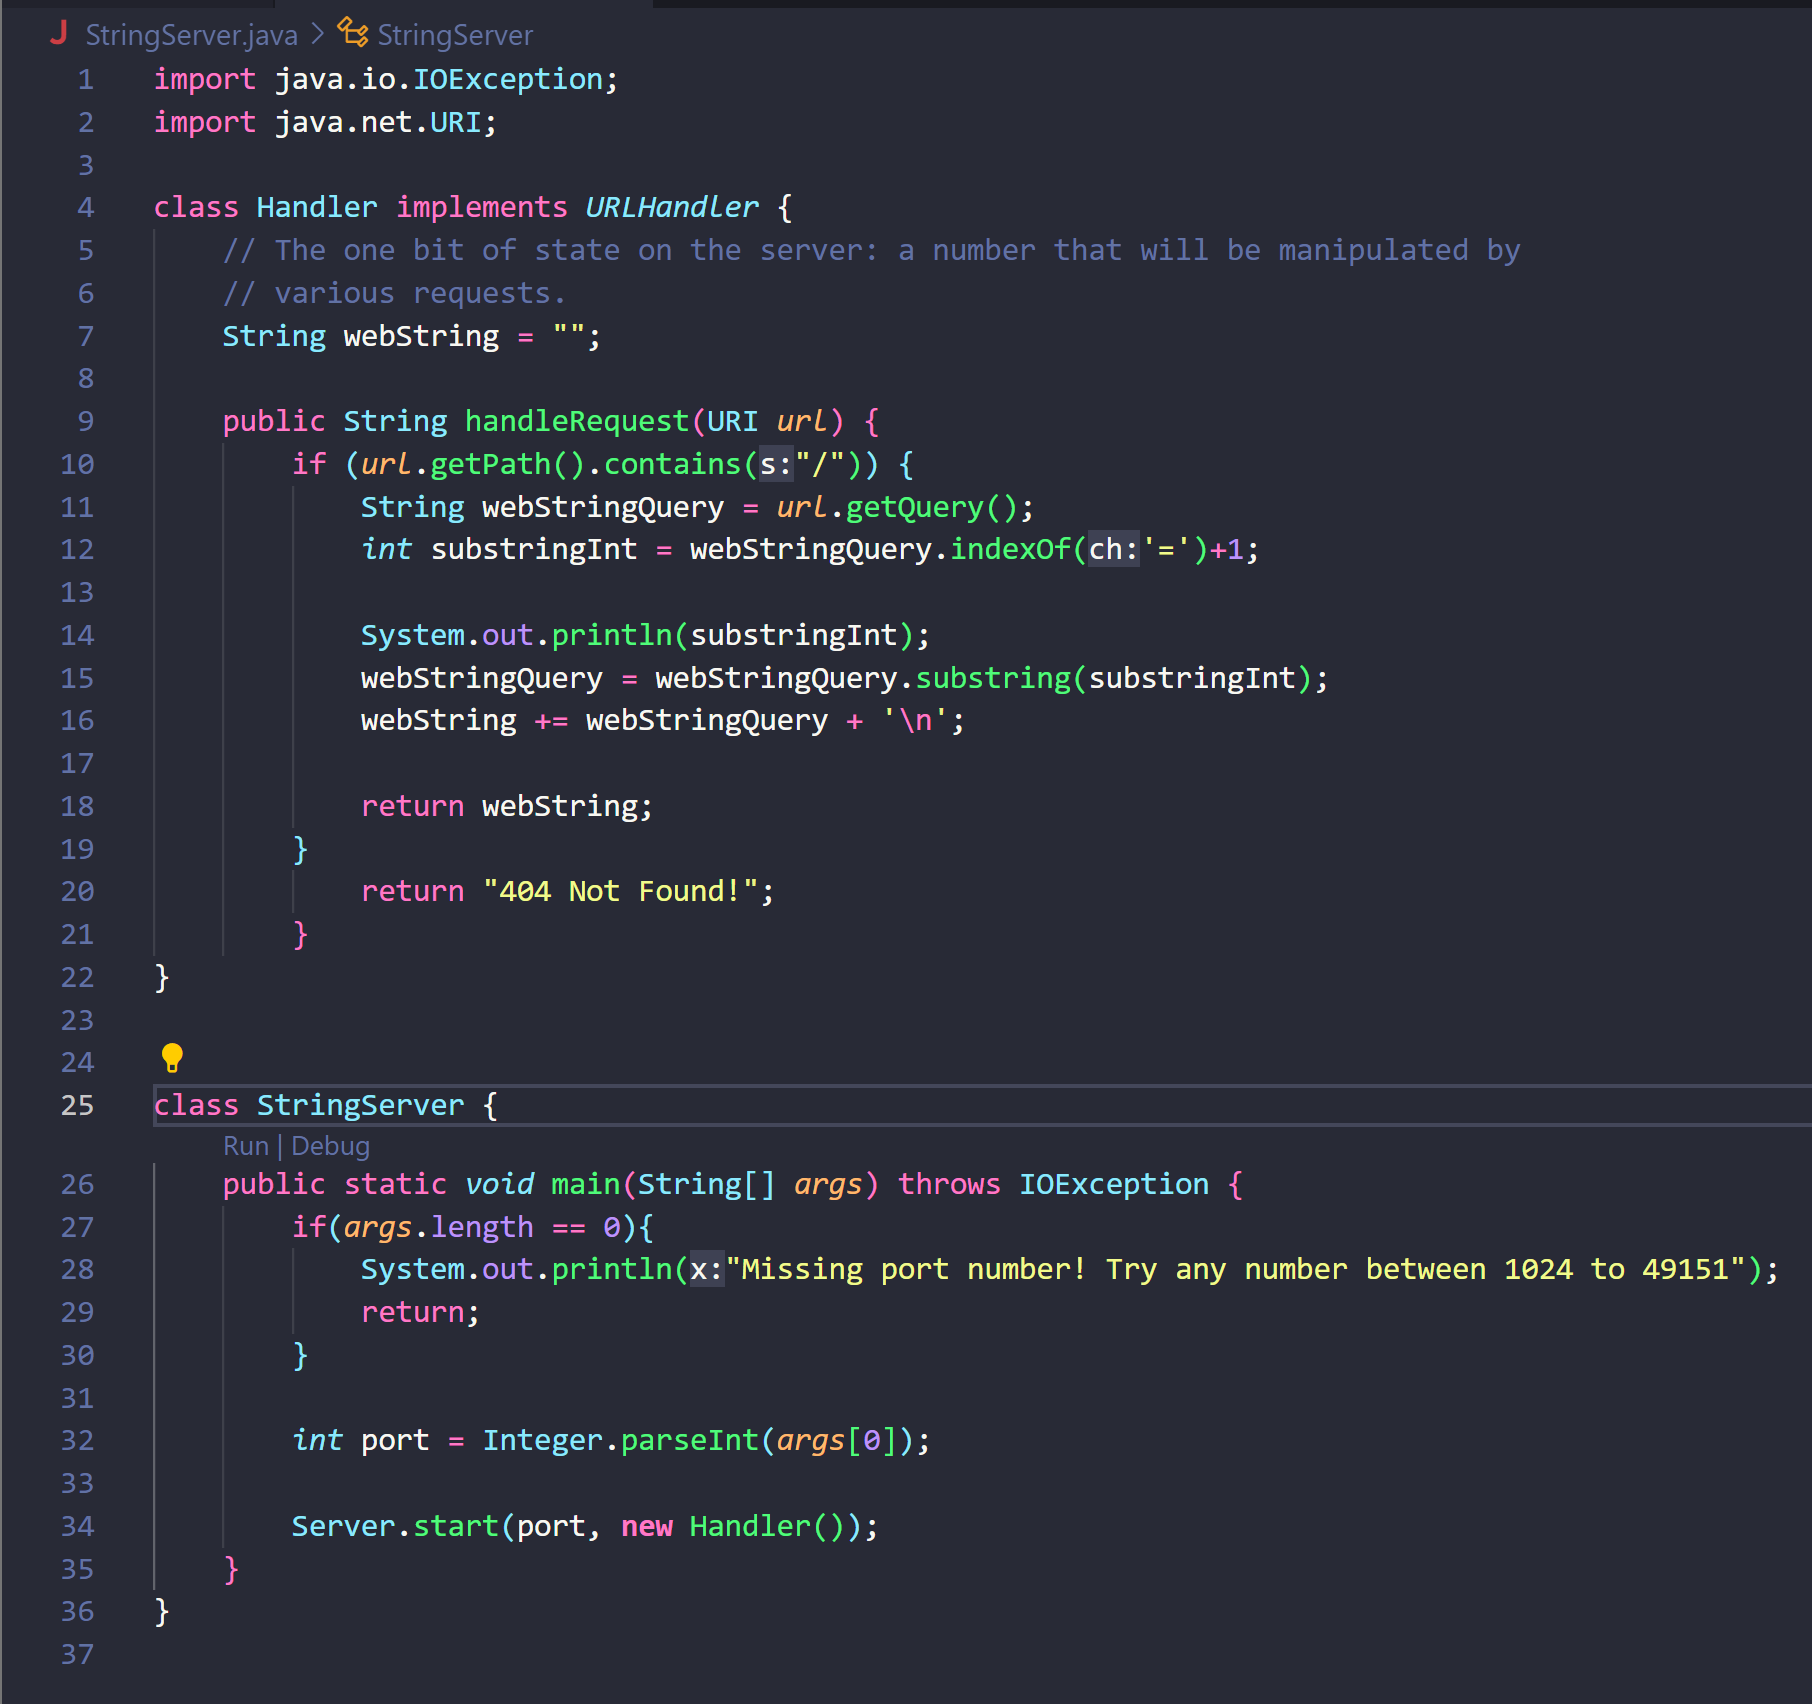 J StringServer.java > StringServer
1 import java.io.IOException;
2 import java.net.URI;
3
4 class Handler implements URLHandler {
5 // The one bit of state on the server: a number that will be manipulated by
6 // various requests.
7 String webString = "";
8
9 public String handleRequest(URI url) {
10 if (url.getPath().contains(s:"/")) {
11 String webStringQuery = url.getQuery();
12 int substringInt = webStringQuery.indexOf(ch:'=')+1;
13
14 System.out.println(substringInt);
15 webStringQuery = webStringQuery.substring(substringInt);
16 webString += webStringQuery + '\n';
17
18 return webString;
19 }
20 return "404 Not Found!";
21 }
22 }
23
24
25 class StringServer {
Run | Debug
26 public static void main(String[] args) throws IOException {
27 if(args.length == 0){
28 System.out.println(x:"Missing port number! Try any number between 1024 to 49151");
29 return;
30 }
31
32 int port = Integer.parseInt(args[0]);
33
34 Server.start(port, new Handler());
35 }
36 }
37